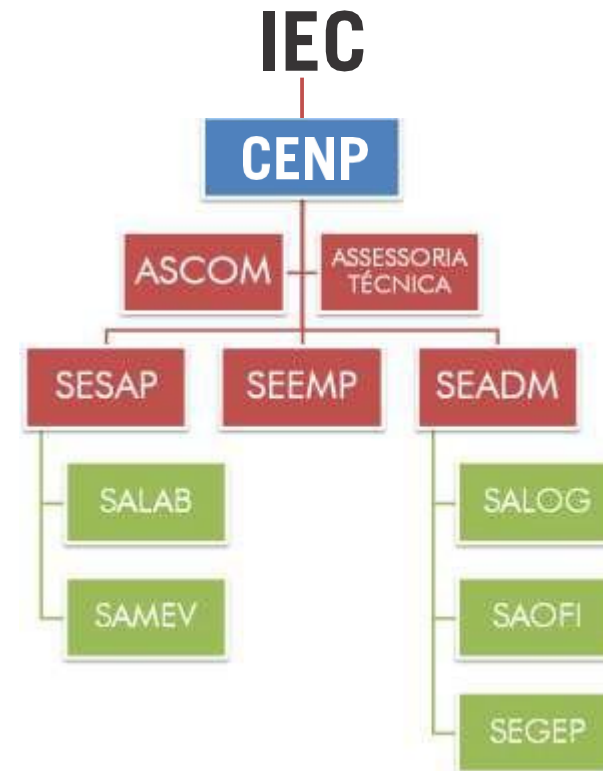 IEC
CENP
ASCOM
ASSESSORIA
TÉCNICA
SESAP
SEEMP
SEADM
SALAB
SALOG
SAMEV
SAOFI
SEGEP